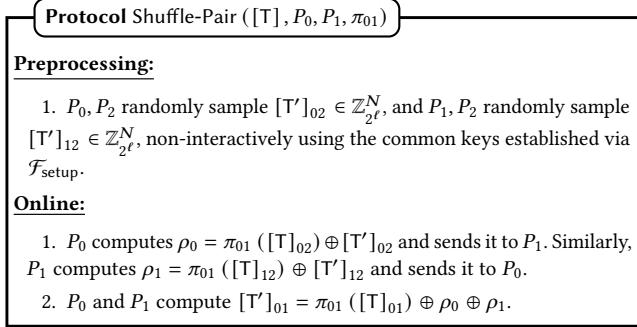 Protocol Shuffle-Pair ([T], P₀, P₁, π₀₁)
Preprocessing:
1. P₀, P₂ randomly sample [T′]₀₂ ∈ ℤ_{2^ℓ}^N, and P₁, P₂ randomly sample
[T′]₁₂ ∈ ℤ_{2^ℓ}^N, non-interactively using the common keys established via
ℱ_setup.
Online:
1. P₀ computes ρ₀ = π₀₁ ([T]₀₂) ⊕ [T′]₀₂ and sends it to P₁. Similarly,
P₁ computes ρ₁ = π₀₁ ([T]₁₂) ⊕ [T′]₁₂ and sends it to P₀.
2. P₀ and P₁ compute [T′]₀₁ = π₀₁ ([T]₀₁) ⊕ ρ₀ ⊕ ρ₁.